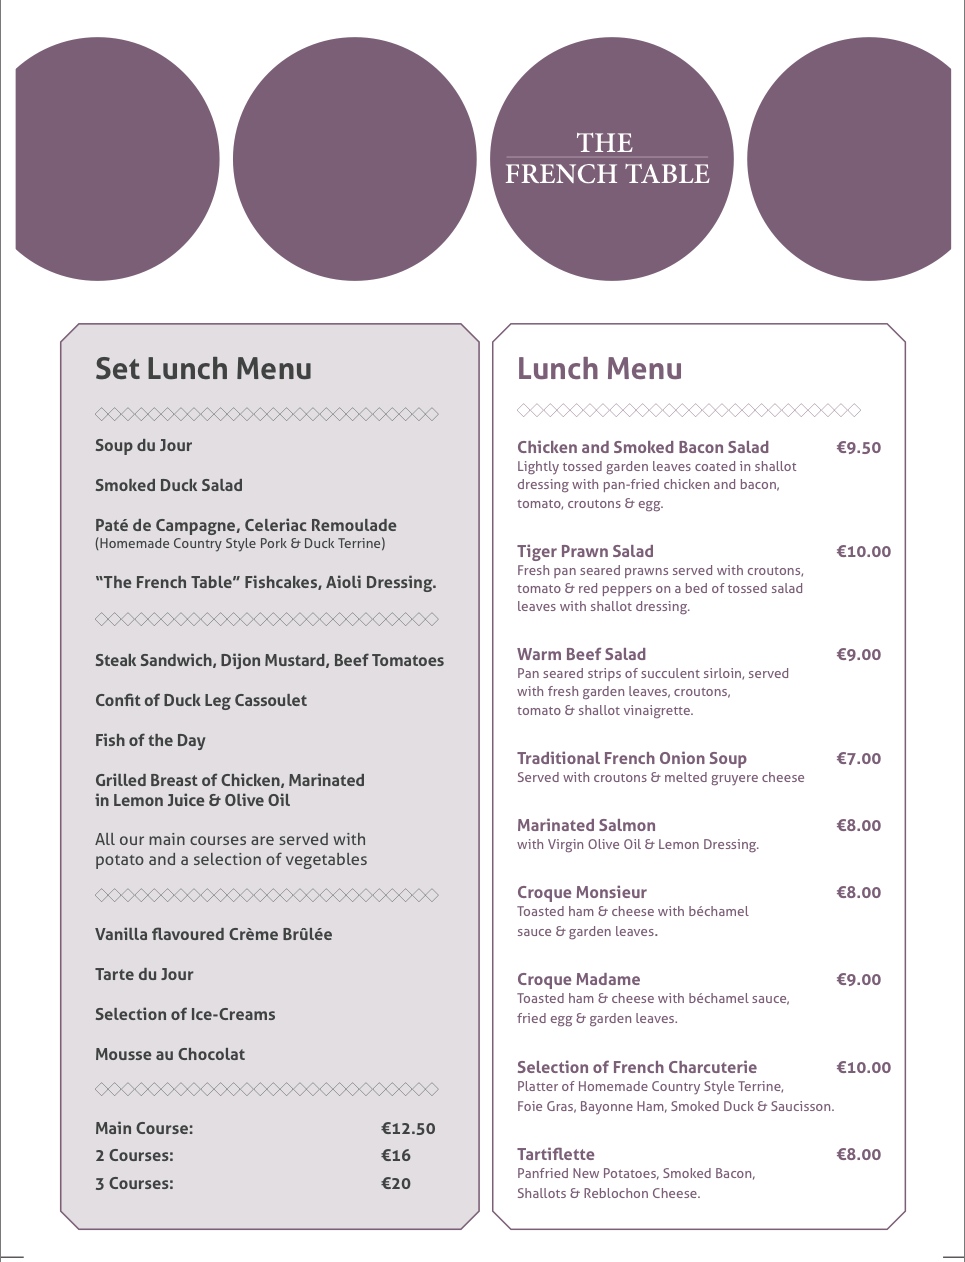 THE
FRENCH TABLE
Set Lunch Menu
Soup du Jour
Smoked Duck Salad
Paté de Campagne, Celeriac Remoulade
(Homemade Country Style Pork & Duck Terrine)
“The French Table” Fishcakes, Aioli Dressing.
Steak Sandwich, Dijon Mustard, Beef Tomatoes
Confit of Duck Leg Cassoulet
Fish of the Day
Grilled Breast of Chicken, Marinated
in Lemon Juice & Olive Oil
All our main courses are served with
potato and a selection of vegetables
Vanilla flavoured Crème Brûlée
Tarte du Jour
Selection of Ice-Creams
Mousse au Chocolat
Main Course: €12.50
2 Courses: €16
3 Courses: €20
Lunch Menu
Chicken and Smoked Bacon Salad €9.50
Lightly tossed garden leaves coated in shallot
dressing with pan-fried chicken and bacon,
tomato, croutons & egg.
Tiger Prawn Salad €10.00
Fresh pan seared prawns served with croutons,
tomato & red peppers on a bed of tossed salad
leaves with shallot dressing.
Warm Beef Salad €9.00
Pan seared strips of succulent sirloin, served
with fresh garden leaves, croutons,
tomato & shallot vinaigrette.
Traditional French Onion Soup €7.00
Served with croutons & melted gruyere cheese
Marinated Salmon €8.00
with Virgin Olive Oil & Lemon Dressing.
Croque Monsieur €8.00
Toasted ham & cheese with béchamel
sauce & garden leaves.
Croque Madame €9.00
Toasted ham & cheese with béchamel sauce,
fried egg & garden leaves.
Selection of French Charcuterie €10.00
Platter of Homemade Country Style Terrine,
Foie Gras, Bayonne Ham, Smoked Duck & Saucisson.
Tartiflette €8.00
Panfried New Potatoes, Smoked Bacon,
Shallots & Reblochon Cheese.